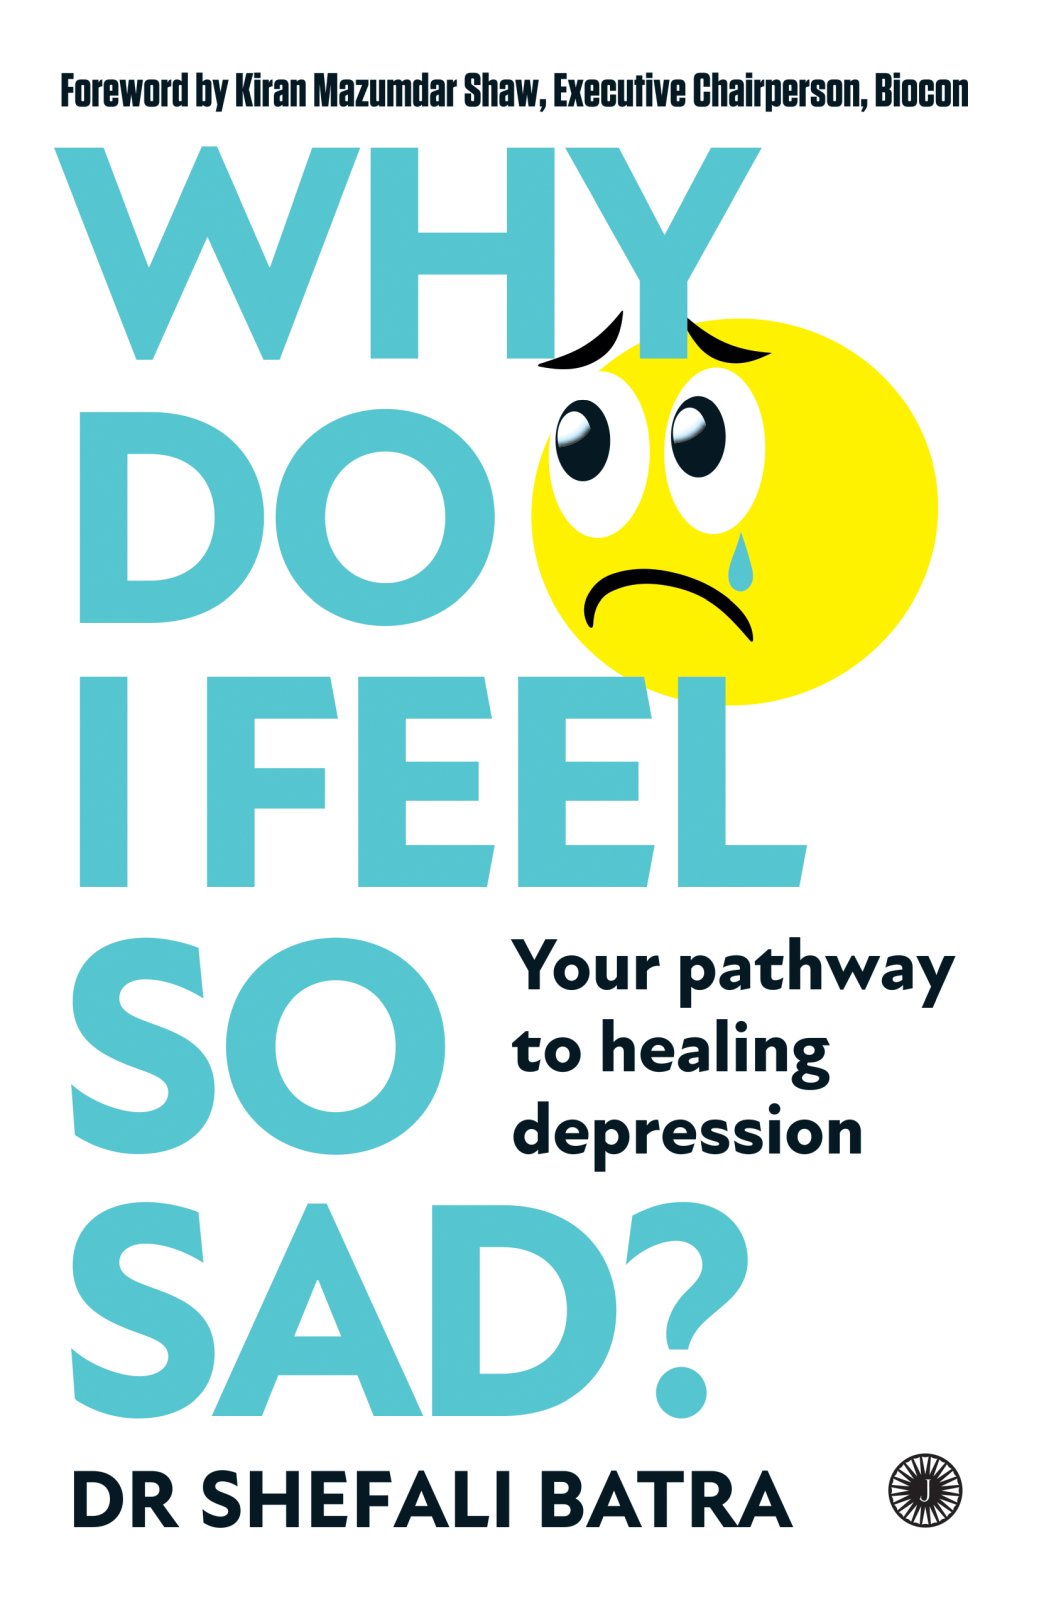 Foreword by Kiran Mazumdar Shaw, Executive Chairperson, Biocon
WHY
DO
I FEEL
SO
Your pathway
to healing
depression
SAD?
DR SHEFALI BATRA
J